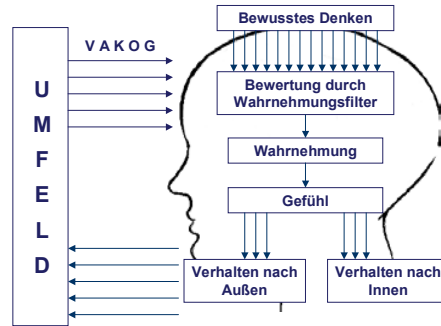 Bewusstes Denken
V A K O G
Bewertung durch
Wahrnehmungsfilter
U
M
F
E
L
D
Wahrnehmung
Gefühl
Verhalten nach
Außen
Verhalten nach
Innen